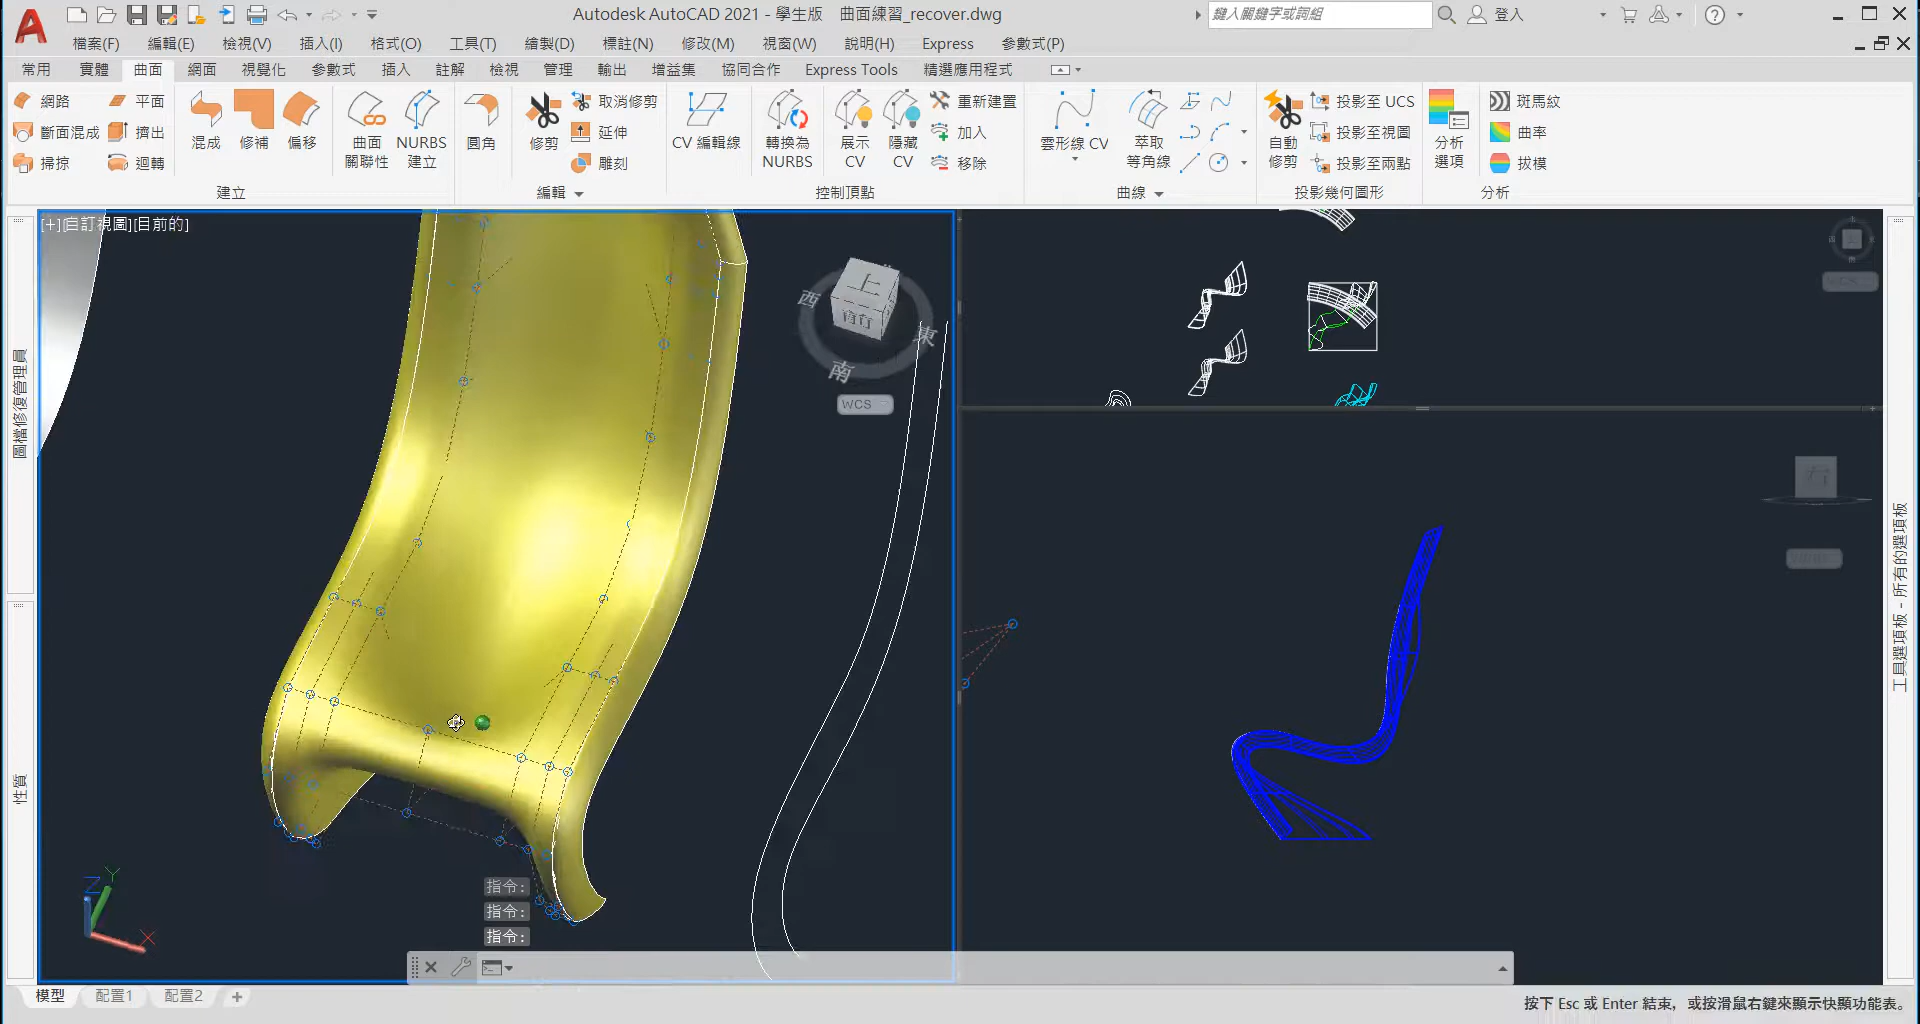 Autodesk AutoCAD 2021 - 學生版 曲面練習_recover.dwg
鍵入關鍵字或詞組
登入
檔案(F) 編輯(E) 檢視(V) 插入(I) 格式(O) 工具(T) 繪製(D) 標註(N) 修改(M) 視窗(W) 說明(H) Express 參數式(P)
常用 實體 曲面 網面 視覺化 參數式 插入 註解 檢視 管理 輸出 增益集 協同合作 Express Tools 精選應用程式
網路 平面
斷面混成 擠出
掃掠 迴轉
混成 修補 偏移
曲面
關聯性
NURBS
建立
圓角
修剪
取消修剪
延伸
雕刻
CV 編輯線
轉換為
NURBS
展示
CV
隱藏
CV
重新建置
加入
移除
雲形線 CV
萃取
等角線
自動
修剪
投影至 UCS
投影至視圖
投影至兩點
分析
選項
斑馬紋
曲率
拔模
建立 編輯 控制頂點 曲線 投影幾何圖形 分析
[+][自訂視圖][目前的]
上
前
西
東
南
WCS
右
圖檔修復管理員
性質
工具選項板 - 所有的選項板
Z
Y
X
指令:
指令:
指令:
模型 配置1 配置2 +
按下 Esc 或 Enter 結束, 或按滑鼠右鍵來顯示快顯功能表。